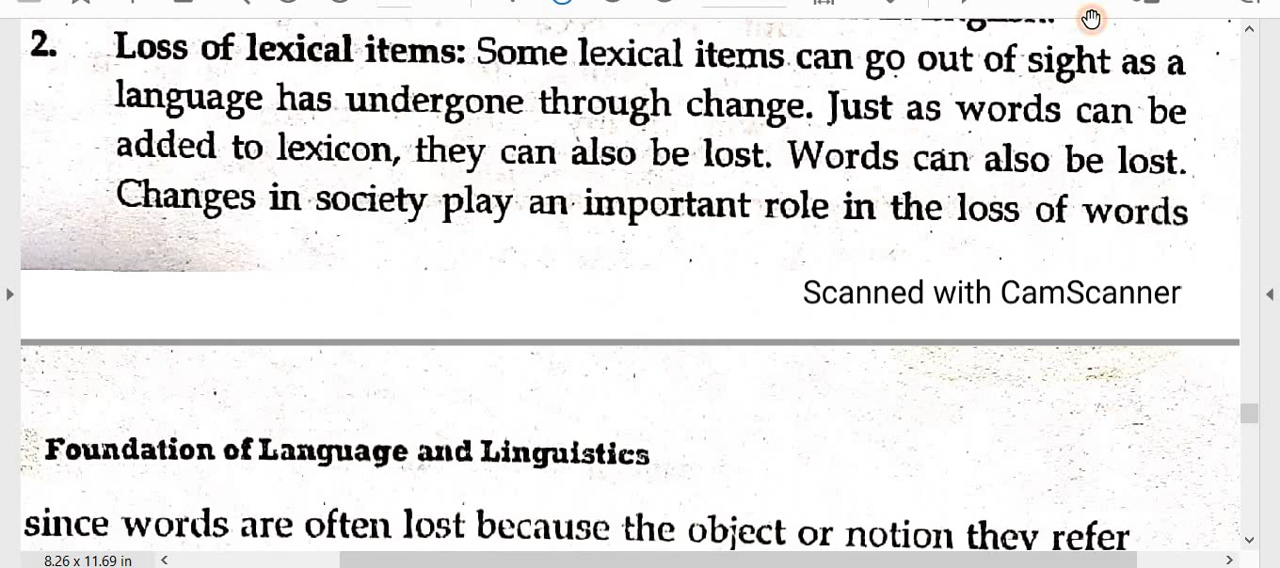 2. Loss of lexical items: Some lexical items can go out of sight as a
language has undergone through change. Just as words can be
added to lexicon, they can also be lost. Words can also be lost.
Changes in society play an important role in the loss of words
Scanned with CamScanner
Foundation of Language and Linguistics
since words are often lost because the object or notion they refer
8.26 x 11.69 in